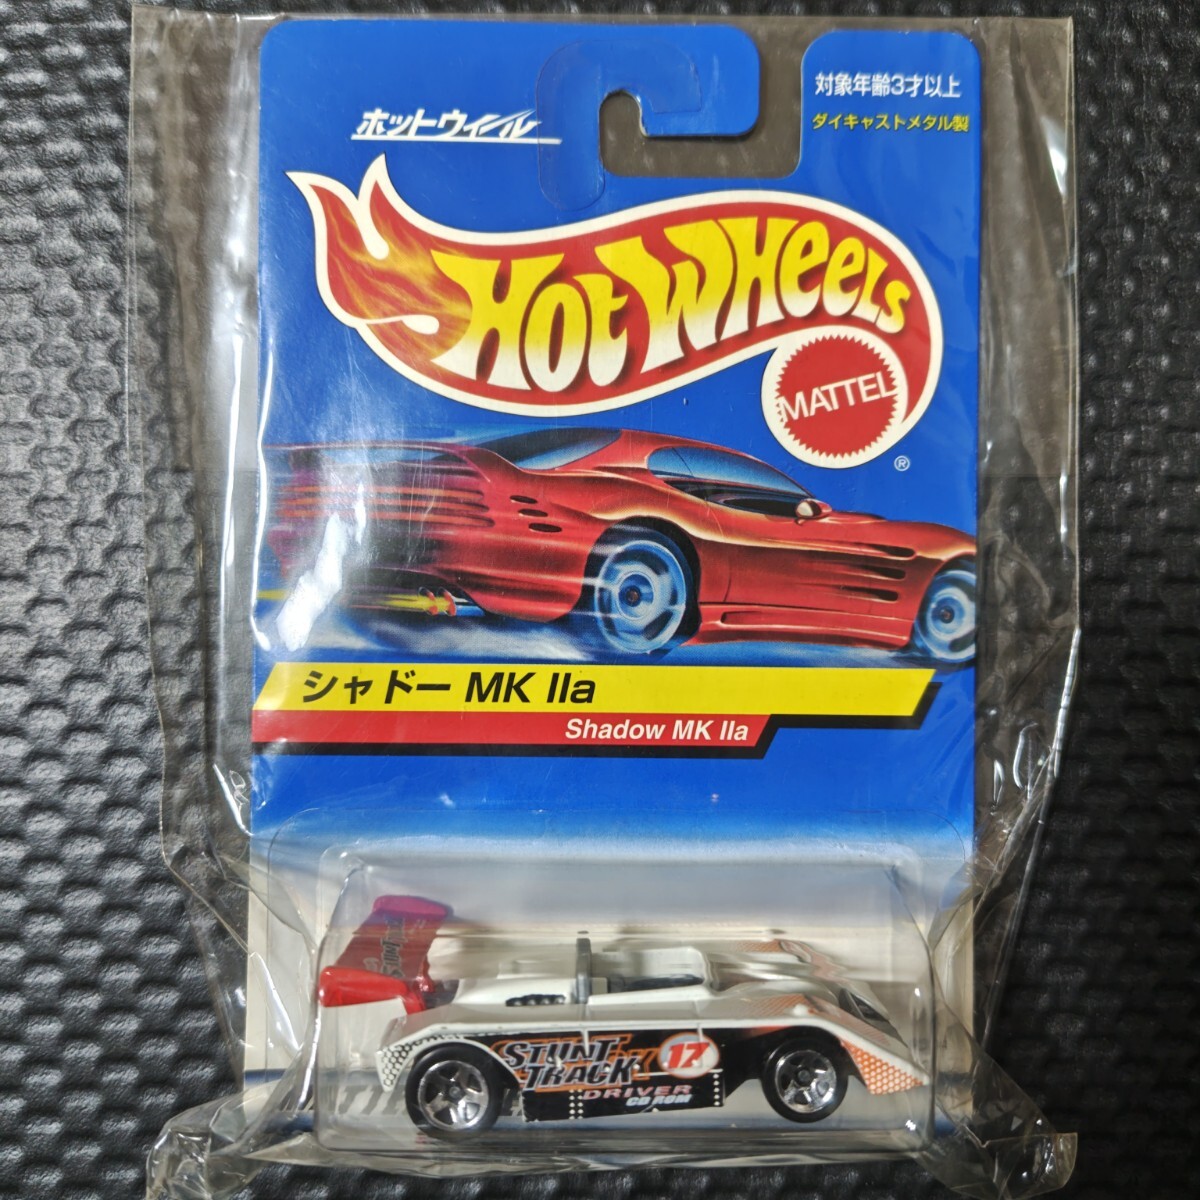 対象年齢3才以上
ダイキャストメタル製
ホットウィール
HOT WHEELS
MATTEL
®
シャドー MK IIa
Shadow MK IIa
STUNT
TRACK
17
DRIVER
CD ROM